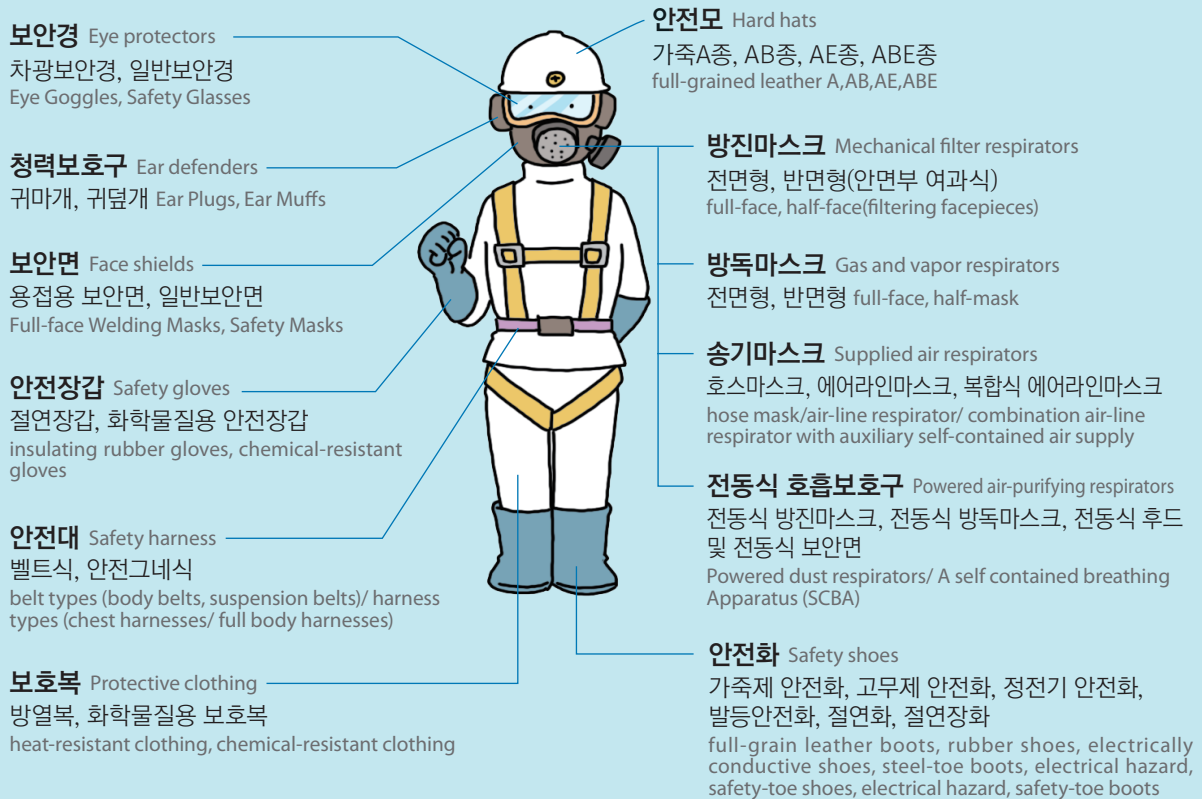 보안경 Eye protectors
차광보안경, 일반보안경
Eye Goggles, Safety Glasses
청력보호구 Ear defenders
귀마개, 귀덮개 Ear Plugs, Ear Muffs
보안면 Face shields
용접용 보안면, 일반보안면
Full-face Welding Masks, Safety Masks
안전장갑 Safety gloves
절연장갑, 화학물질용 안전장갑
insulating rubber gloves, chemical-resistant
gloves
안전대 Safety harness
벨트식, 안전그네식
belt types (body belts, suspension belts)/ harness
types (chest harnesses/ full body harnesses)
보호복 Protective clothing
방열복, 화학물질용 보호복
heat-resistant clothing, chemical-resistant clothing
안전모 Hard hats
가죽A종, AB종, AE종, ABE종
full-grained leather A,AB,AE,ABE
방진마스크 Mechanical filter respirators
전면형, 반면형(안면부 여과식)
full-face, half-face(filtering facepieces)
방독마스크 Gas and vapor respirators
전면형, 반면형 full-face, half-mask
송기마스크 Supplied air respirators
호스마스크, 에어라인마스크, 복합식 에어라인마스크
hose mask/air-line respirator/ combination air-line
respirator with auxiliary self-contained air supply
전동식 호흡보호구 Powered air-purifying respirators
전동식 방진마스크, 전동식 방독마스크, 전동식 후드
및 전동식 보안면
Powered dust respirators/ A self contained breathing
Apparatus (SCBA)
안전화 Safety shoes
가죽제 안전화, 고무제 안전화, 정전기 안전화,
발등안전화, 절연화, 절연장화
full-grain leather boots, rubber shoes, electrically
conductive shoes, steel-toe boots, electrical hazard,
safety-toe shoes, electrical hazard, safety-toe boots